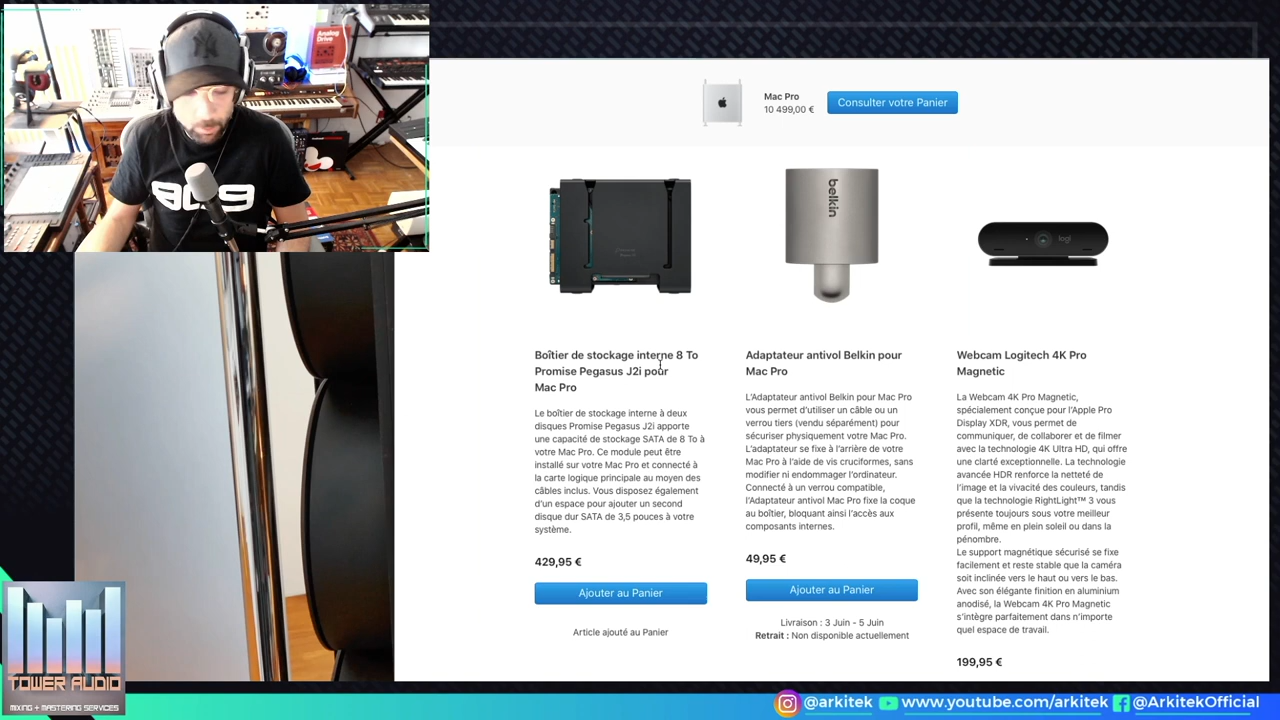 Analog
Drive
809
Mac Pro
10 499,00 €
Consulter votre Panier
belkin
logi
Boîtier de stockage interne 8 To
Promise Pegasus J2i pour
Mac Pro
Le boîtier de stockage interne à deux
disques Promise Pegasus J2i apporte
une capacité de stockage SATA de 8 To à
votre Mac Pro. Ce module peut être
installé sur votre Mac Pro et connecté à
la carte logique principale au moyen des
câbles inclus. Vous disposez également
d'un espace pour ajouter un second
disque dur SATA de 3,5 pouces à votre
système.
429,95 €
Ajouter au Panier
Article ajouté au Panier
Adaptateur antivol Belkin pour
Mac Pro
L'Adaptateur antivol Belkin pour Mac Pro
vous permet d'utiliser un câble ou un
verrou tiers (vendu séparément) pour
sécuriser physiquement votre Mac Pro.
L'adaptateur se fixe à l'arrière de votre
Mac Pro à l'aide de vis cruciformes, sans
modifier ni endommager l'ordinateur.
Connecté à un verrou compatible,
l'Adaptateur antivol Mac Pro fixe la coque
au boîtier, bloquant ainsi l'accès aux
composants internes.
49,95 €
Ajouter au Panier
Livraison : 3 Juin - 5 Juin
Retrait : Non disponible actuellement
Webcam Logitech 4K Pro
Magnetic
La Webcam 4K Pro Magnetic,
spécialement conçue pour l'Apple Pro
Display XDR, vous permet de
communiquer, de collaborer et de filmer
avec la technologie 4K Ultra HD, qui offre
une clarté exceptionnelle. La technologie
avancée HDR renforce la netteté de
l'image et la vivacité des couleurs, tandis
que la technologie RightLight™ 3 vous
présente toujours sous votre meilleur
profil, même en plein soleil ou dans la
pénombre.
Le support magnétique sécurisé se fixe
facilement et reste stable que la caméra
soit inclinée vers le haut ou vers le bas.
Avec son élégante finition en aluminium
anodisé, la Webcam 4K Pro Magnetic
s'intègre parfaitement dans n'importe
quel espace de travail.
199,95 €
TOWER AUDIO
MIXING + MASTERING SERVICES
@arkitek www.youtube.com/arkitek @ArkitekOfficial